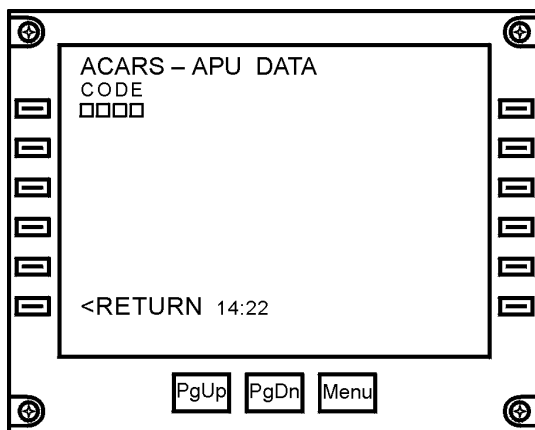 ACARS – APU DATA
CODE
□□□□
<RETURN 14:22
PgUp PgDn Menu